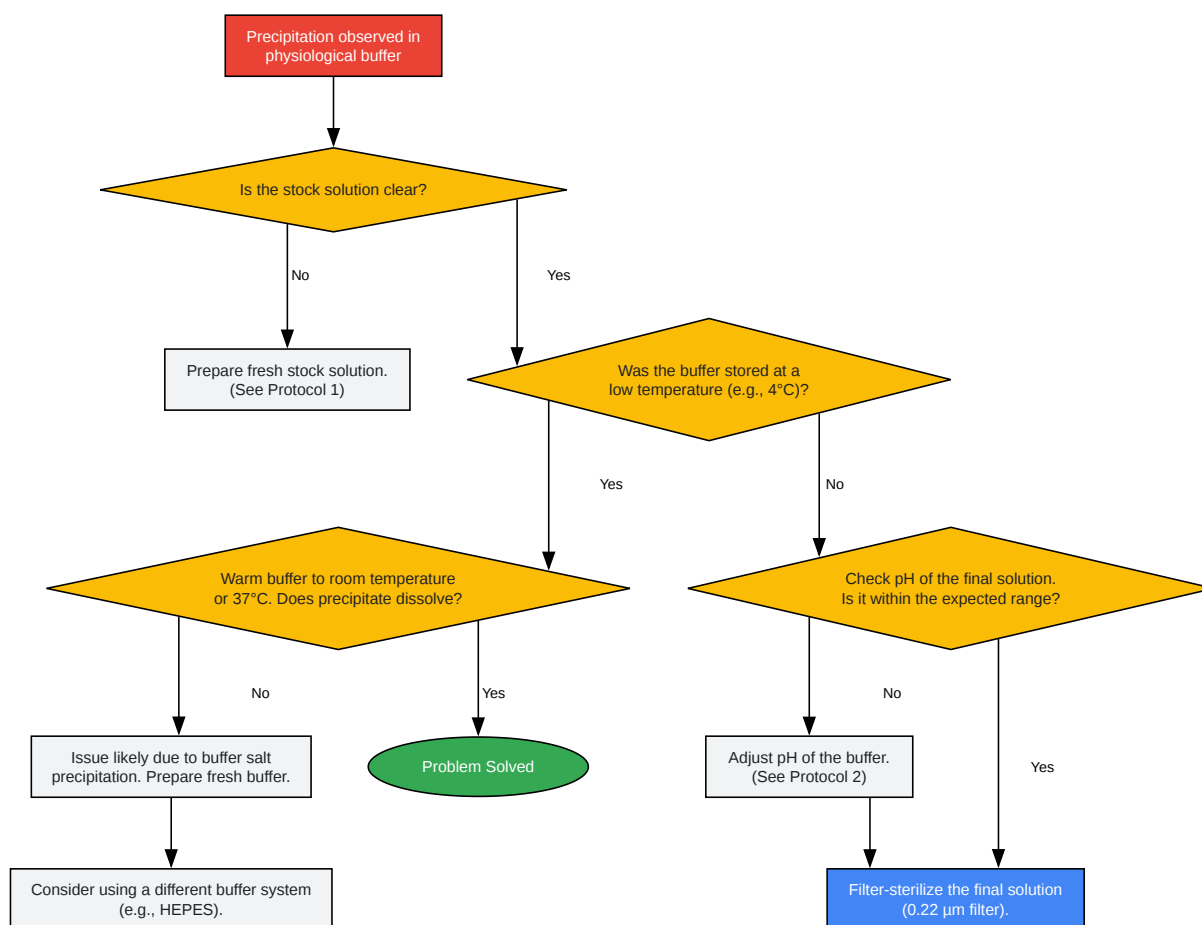 Precipitation observed in
physiological buffer
Is the stock solution clear?
No
Yes
Prepare fresh stock solution.
(See Protocol 1)
Was the buffer stored at a
low temperature (e.g., 4°C)?
Yes
No
Warm buffer to room temperature
or 37°C. Does precipitate dissolve?
Check pH of the final solution.
Is it within the expected range?
No
Yes
No
Yes
Issue likely due to buffer salt
precipitation. Prepare fresh buffer.
Problem Solved
Adjust pH of the buffer.
(See Protocol 2)
Consider using a different buffer system
(e.g., HEPES).
Filter-sterilize the final solution
(0.22 µm filter).